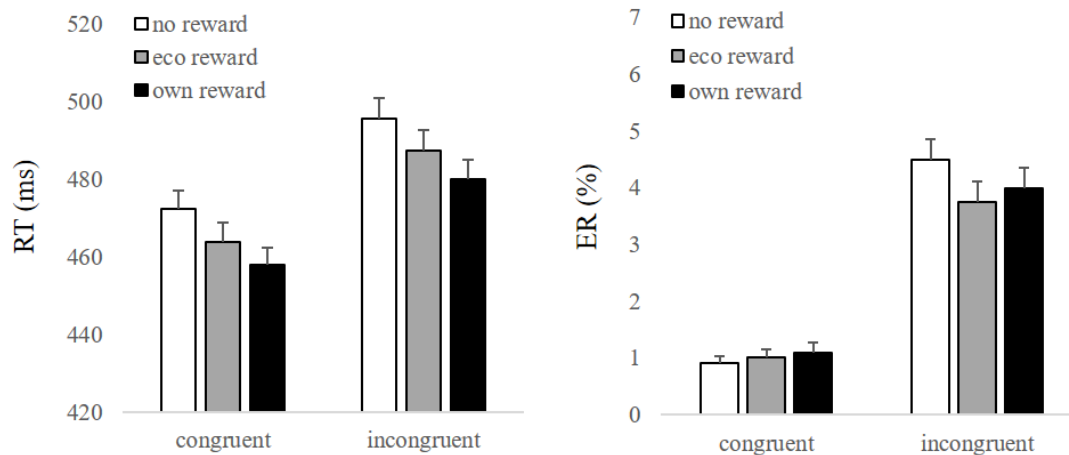 RT (ms)
520
500
480
460
440
420
no reward
eco reward
own reward
congruent
incongruent
ER (%)
7
6
5
4
3
2
1
0
no reward
eco reward
own reward
congruent
incongruent